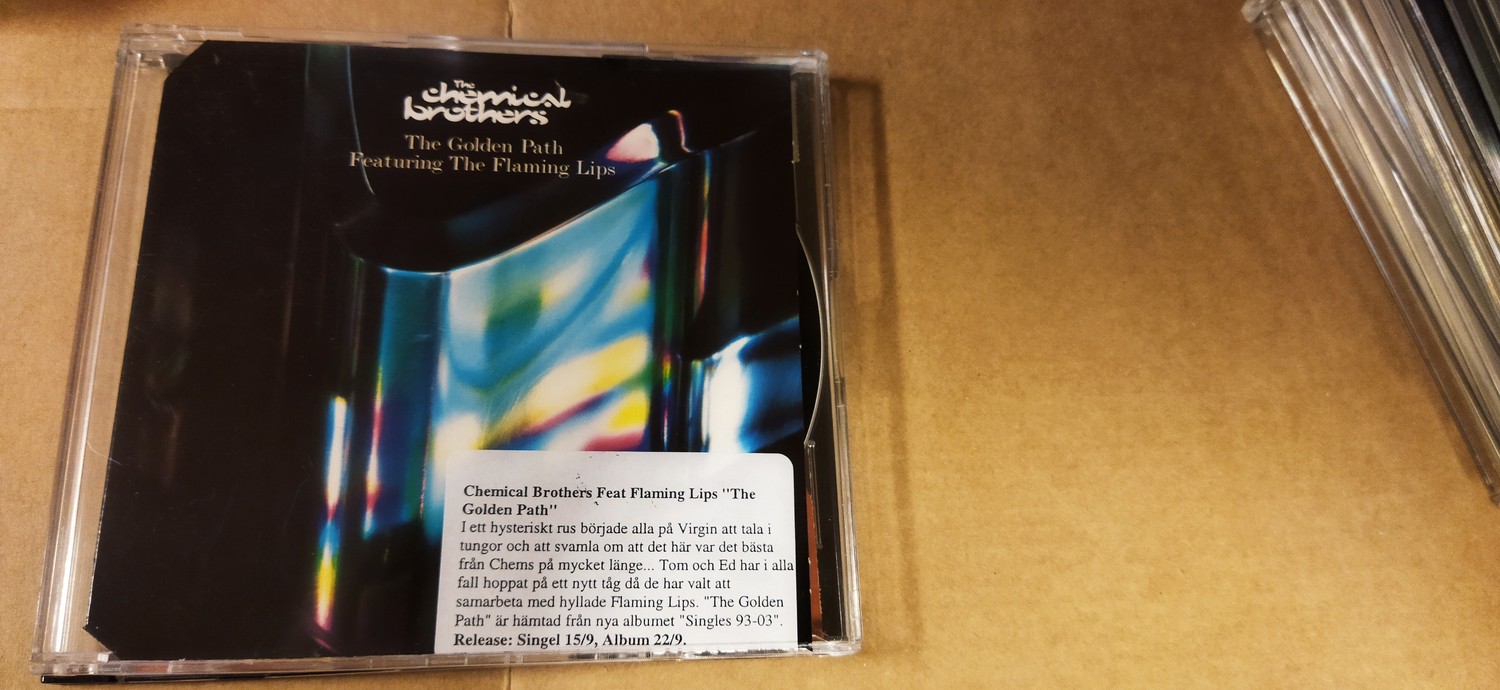 The
chemical
brothers
The Golden Path
Featuring The Flaming Lips
Chemical Brothers Feat Flaming Lips "The
Golden Path"
I ett hysteriskt rus började alla på Virgin att tala i
tungor och att svamla om att det här var det bästa
från Chems på mycket länge... Tom och Ed har i alla
fall hoppat på ett nytt tåg då de har valt att
samarbeta med hyllade Flaming Lips. "The Golden
Path" är hämtad från nya albumet "Singles 93-03".
Release: Singel 15/9, Album 22/9.